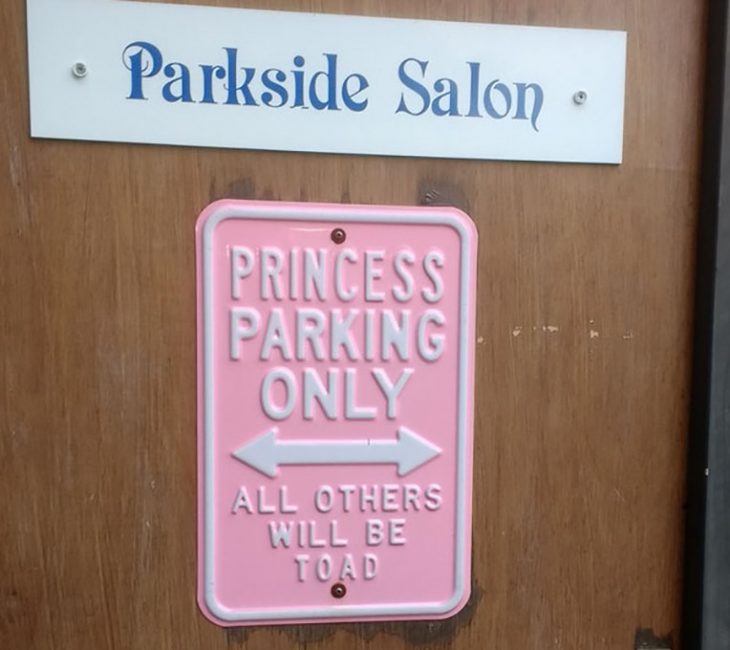 Parkside Salon
PRINCESS
PARKING
ONLY
ALL OTHERS
WILL BE
TOAD